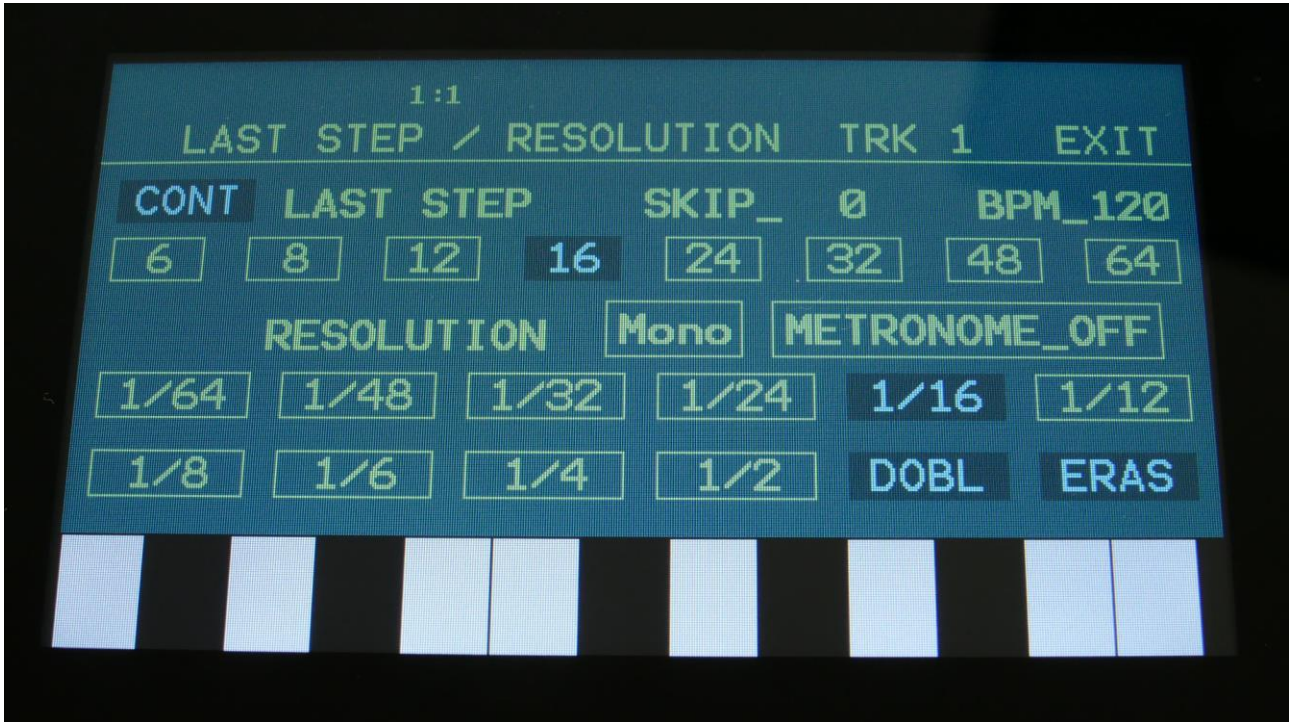 1:1
LAST STEP / RESOLUTION TRK 1 EXIT
CONT LAST STEP SKIP_ 0 BPM_120
6 8 12 16 24 32 48 64
RESOLUTION Mono METRONOME_OFF
1/64 1/48 1/32 1/24 1/16 1/12
1/8 1/6 1/4 1/2 DOBL ERAS